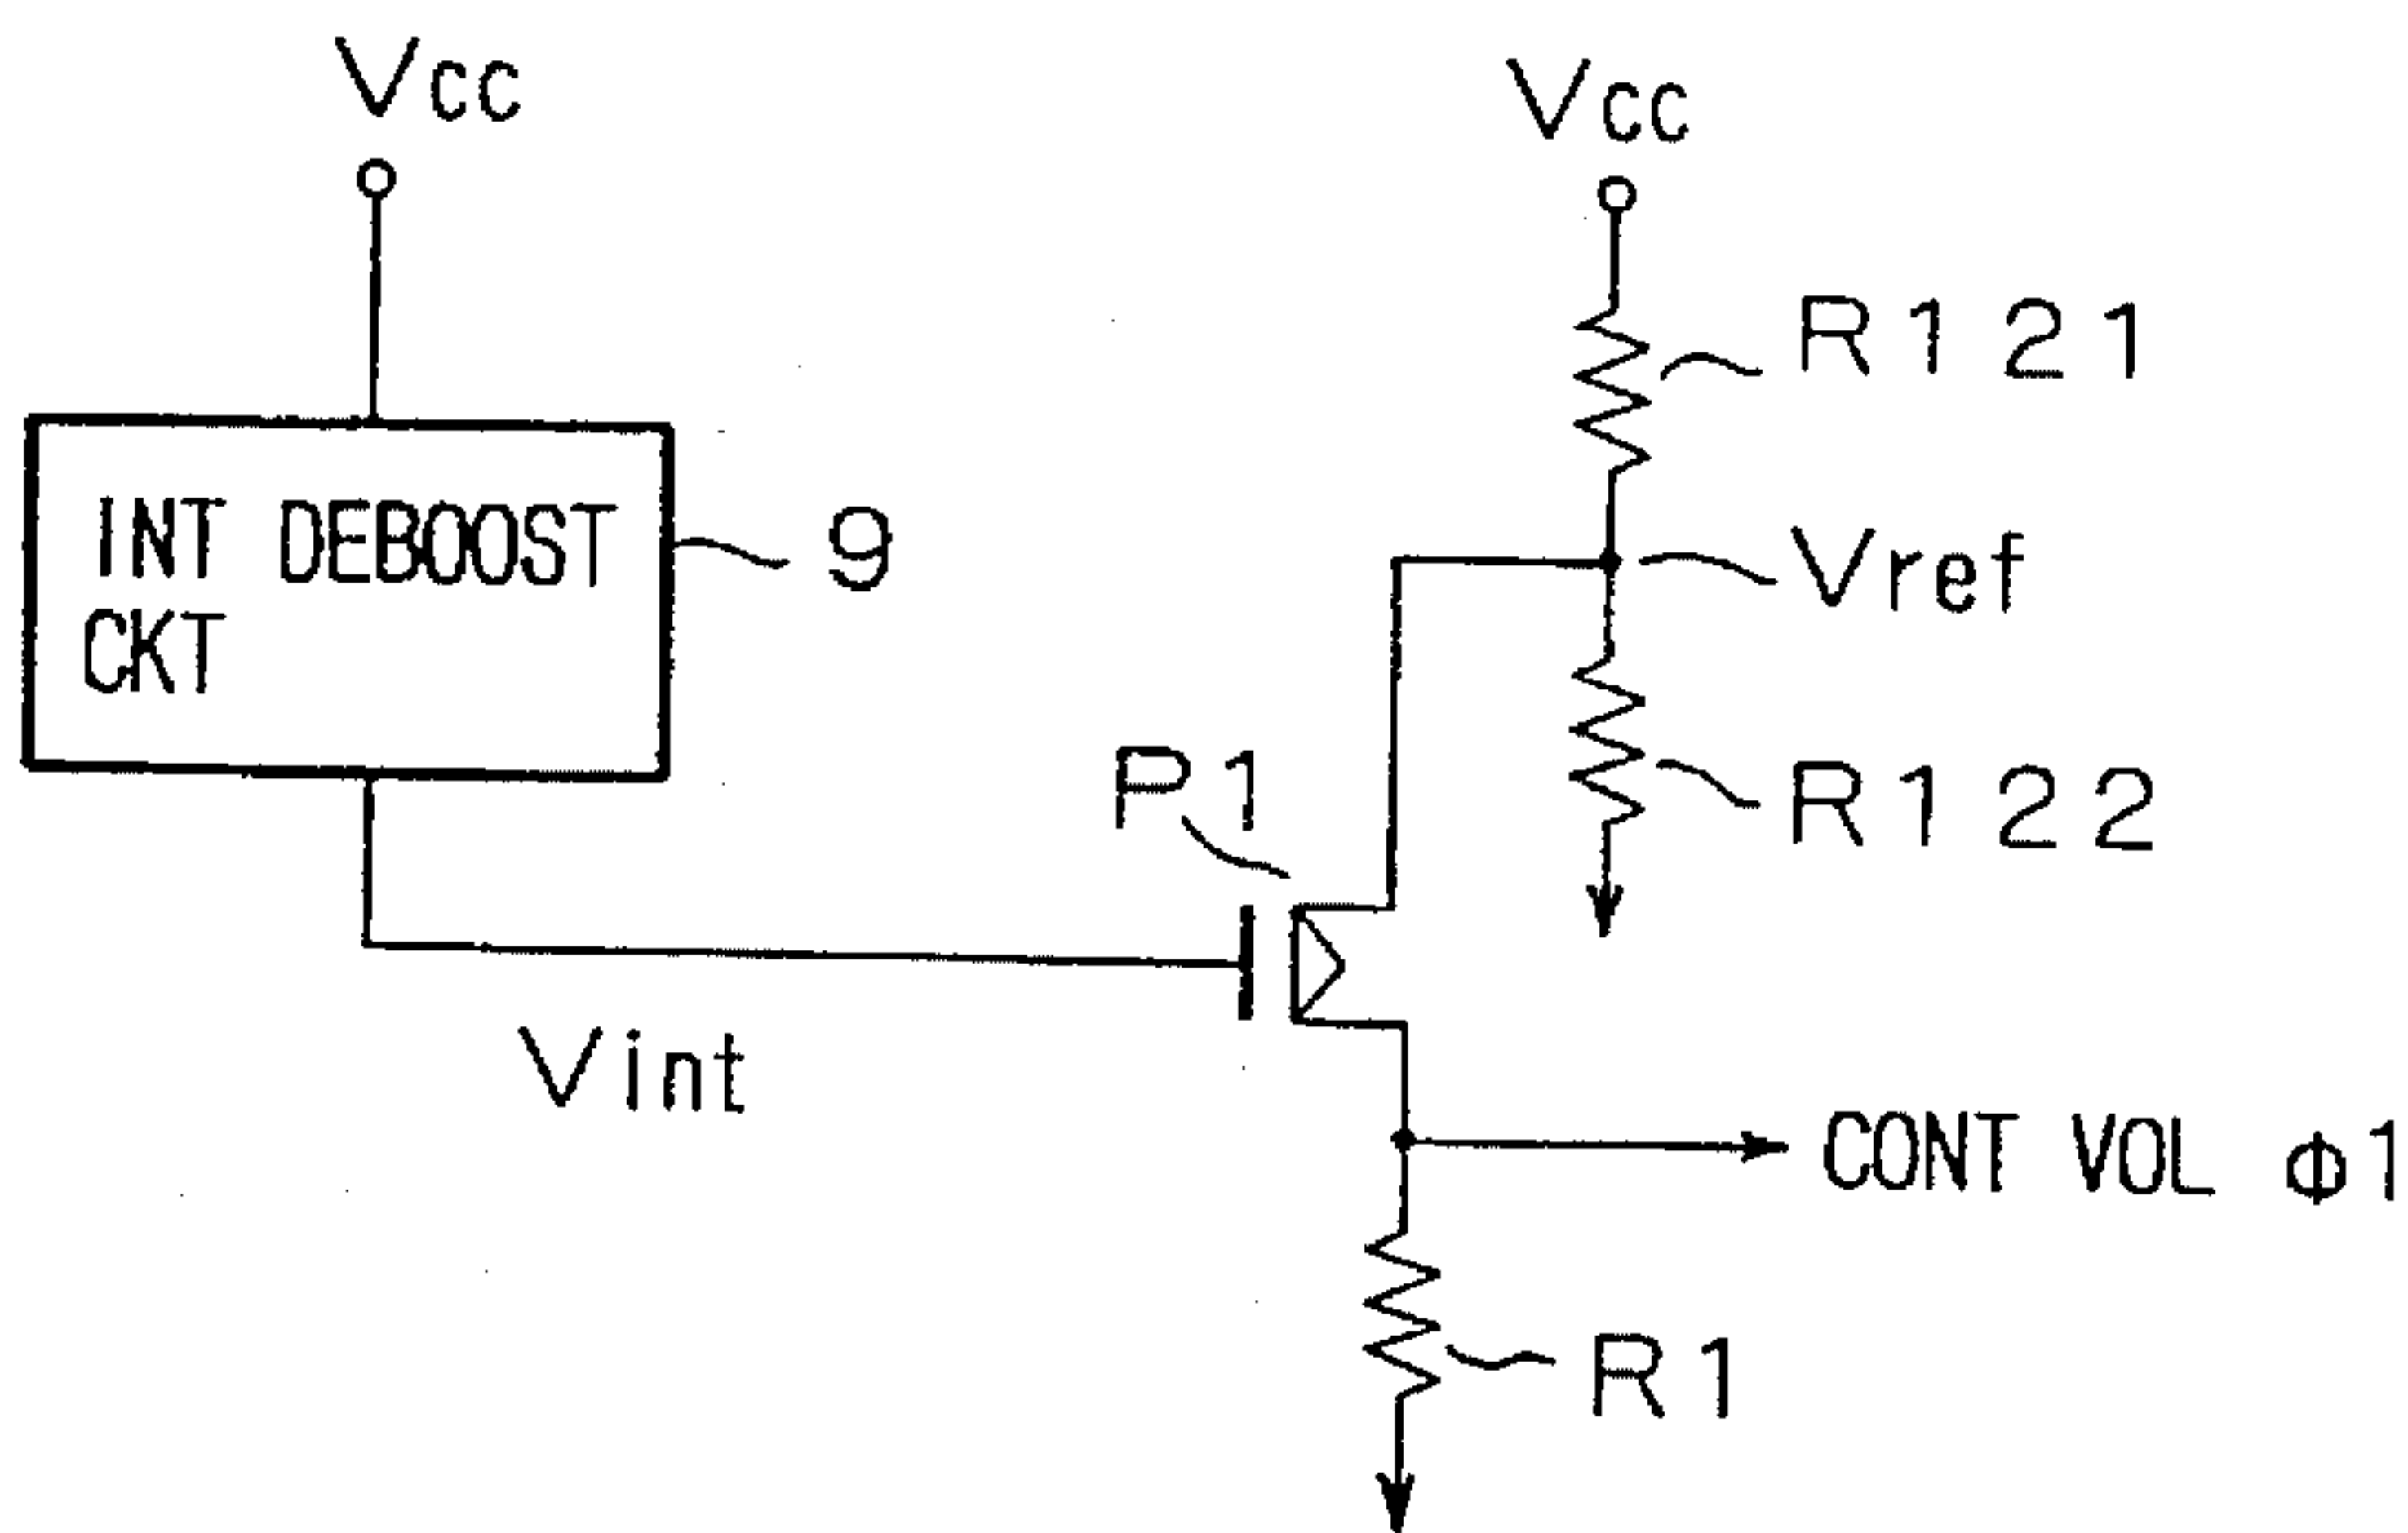 Vcc
Vcc
R121
INT DEBOOST
CKT
9
Vref
P1
R122
Vint
CONT VOL φ1
R1